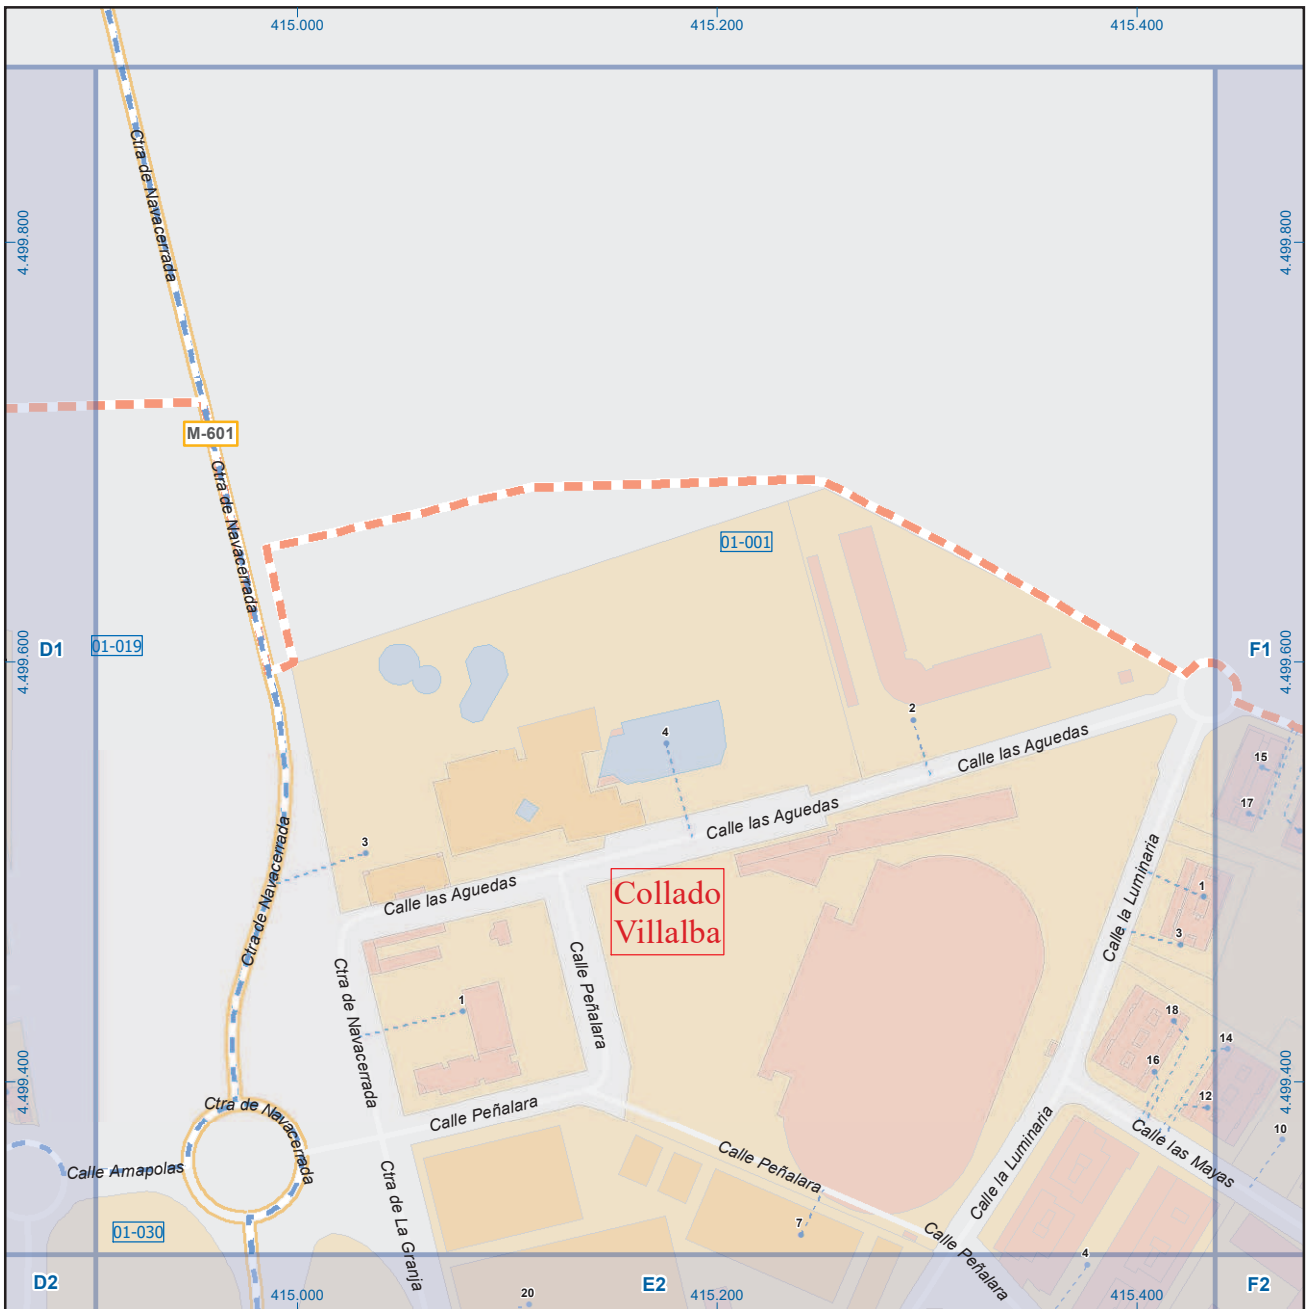 415.000
415.200
415.400
Ctra de Navacerrada
4.499.800
4.499.800
M-601
Ctra de Navacerrada
01-001
D1
01-019
4.499.600
F1
4.499.600
2
4
Calle las Aguedas
15
17
Calle las Aguedas
3
Ctra de Navacerrada
Calle las Aguedas
Collado
Villalba
Calle la Luminaria
1
3
Calle Peñalara
Ctra de Navacerrada
1
18
14
16
12
10
4.499.400
4.499.400
Ctra de Navacerrada
Calle Peñalara
Calle la Luminaria
Calle las Mayas
Calle Amapolas
Calle Peñalara
Ctra de La Granja
01-030
7
Calle Peñalara
4
D2
E2
F2
20
415.000
415.200
415.400